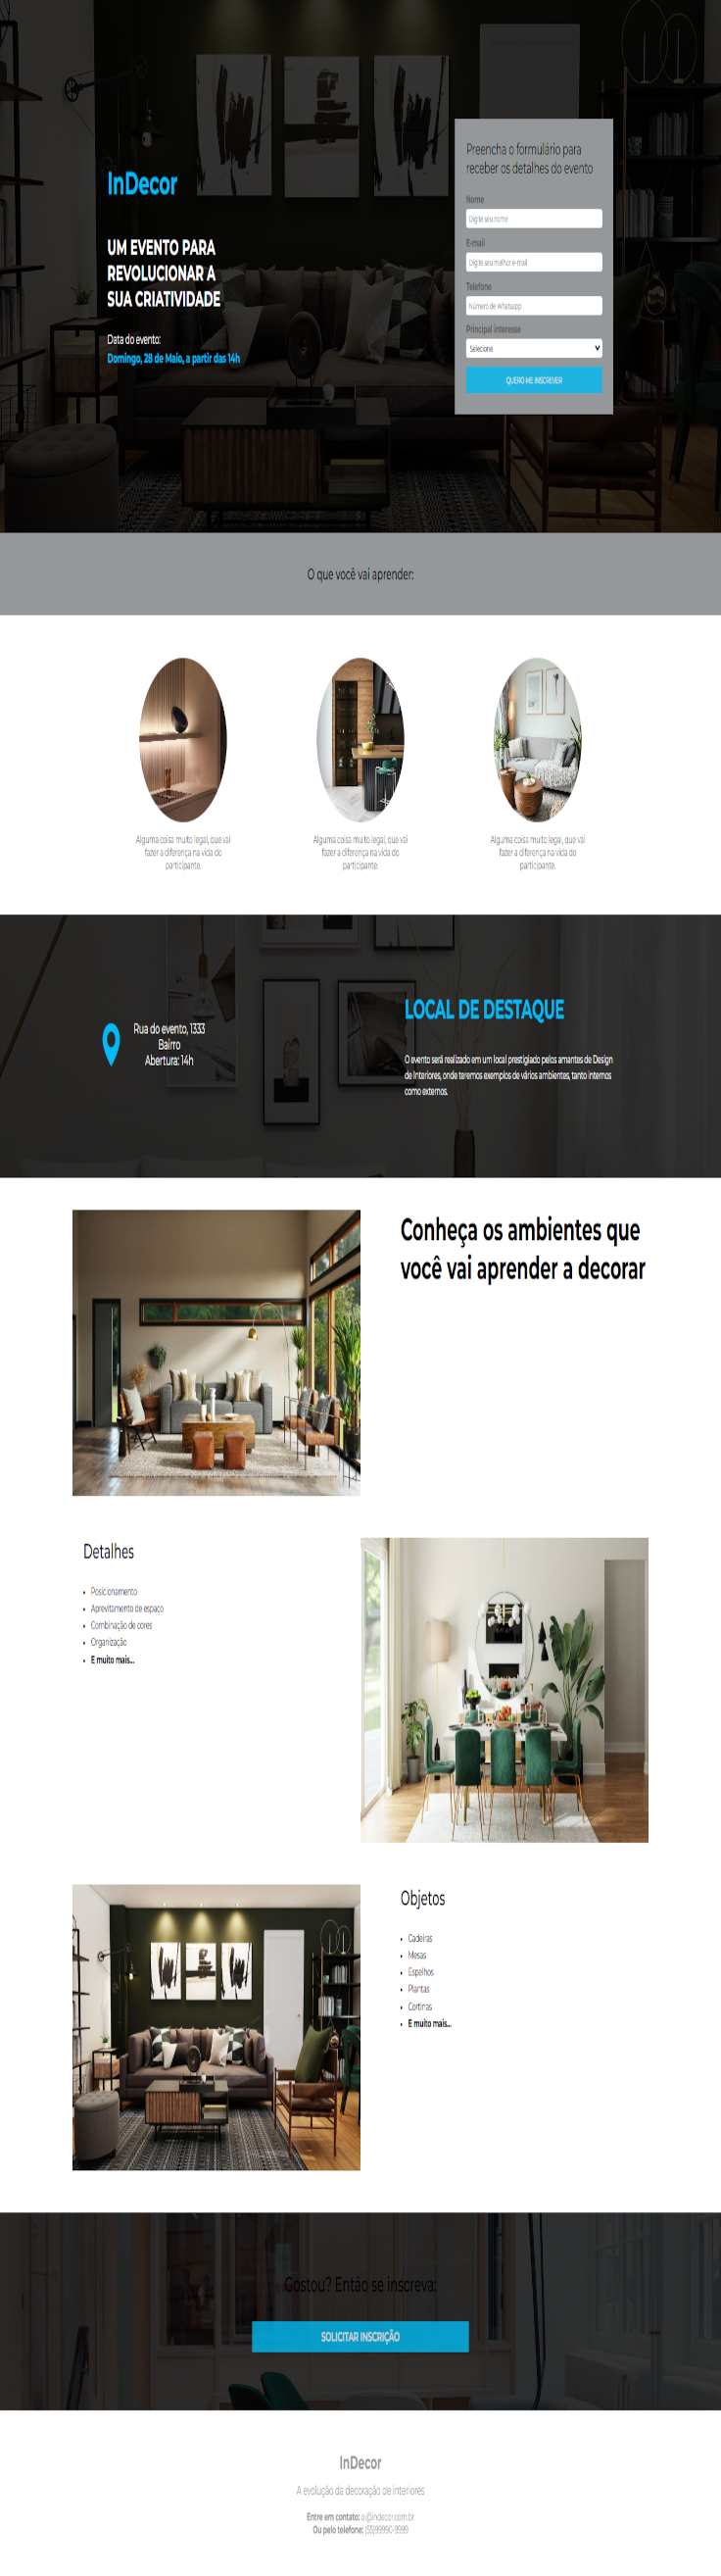 InDecor
UM EVENTO PARA
REVOLUCIONAR A
SUA CRIATIVIDADE
Data do evento:
Domingo, 28 de Maio, a partir das 14h
Preencha o formulário para
receber os detalhes do evento
Nome
Digite seu nome
E-mail
Digite seu melhor e-mail
Telefone
Número de Whatsapp
Principal interesse
Selecione
QUERO ME INSCREVER
O que você vai aprender:
Alguma coisa muito legal, que vai
fazer a diferença na vida do
participante.
Alguma coisa muito legal, que vai
fazer a diferença na vida do
participante.
Alguma coisa muito legal, que vai
fazer a diferença na vida do
participante.
Rua do evento, 1333
Bairro
Abertura: 14h
LOCAL DE DESTAQUE
O evento será realizado em um local prestigiado pelos amantes de Design
de Interiores, onde teremos exemplos de vários ambientes, tanto internos
como externos.
Conheça os ambientes que
você vai aprender a decorar
Detalhes
Posicionamento
Aprevitamento de espaço
Combinação de cores
Organização
E muito mais...
Objetos
Cadeiras
Mesas
Espelhos
Plantas
Cortinas
E muito mais...
Gostou? Então se inscreva:
SOLICITAR INSCRIÇÃO
InDecor
A evolução da decoração de interiores
Entre em contato: oi@indecor.com.br
Ou pelo telefone: (55)99990-9999